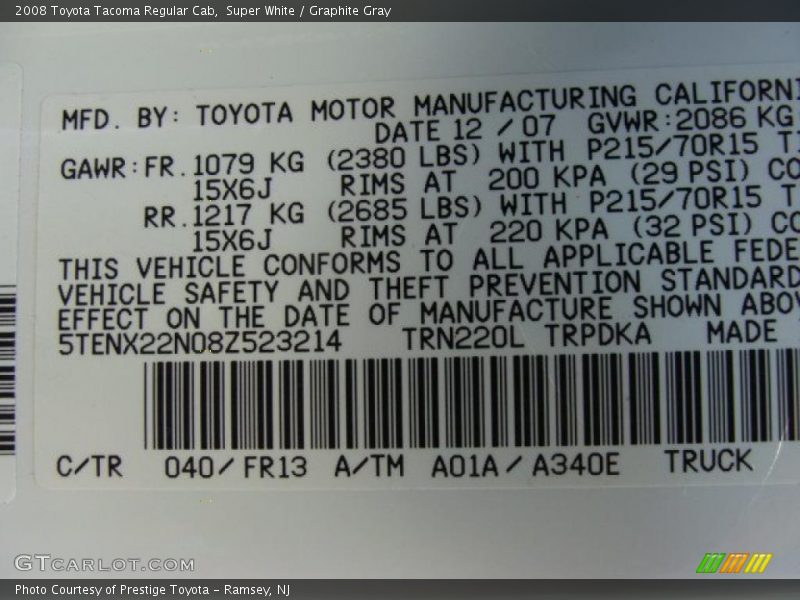 2008 Toyota Tacoma Regular Cab,  Super White / Graphite Gray
MFD. BY: TOYOTA MOTOR MANUFACTURING CALIFORNI
DATE 12 / 07 GVWR:2086 KG
GAWR:FR.1079 KG (2380 LBS) WITH P215/70R15 TI
15X6J RIMS AT 200 KPA (29 PSI) CO
RR.1217 KG (2685 LBS) WITH P215/70R15 T
15X6J RIMS AT 220 KPA (32 PSI) CO
THIS VEHICLE CONFORMS TO ALL APPLICABLE FEDE
VEHICLE SAFETY AND THEFT PREVENTION STANDARD
EFFECT ON THE DATE OF MANUFACTURE SHOWN ABOV
5TENX22N08Z523214 TRN220L TRPDKA MADE
C/TR 040/FR13 A/TM A01A/A340E TRUCK
GTCARLOT.COM
Photo Courtesy of Prestige Toyota – Ramsey, NJ